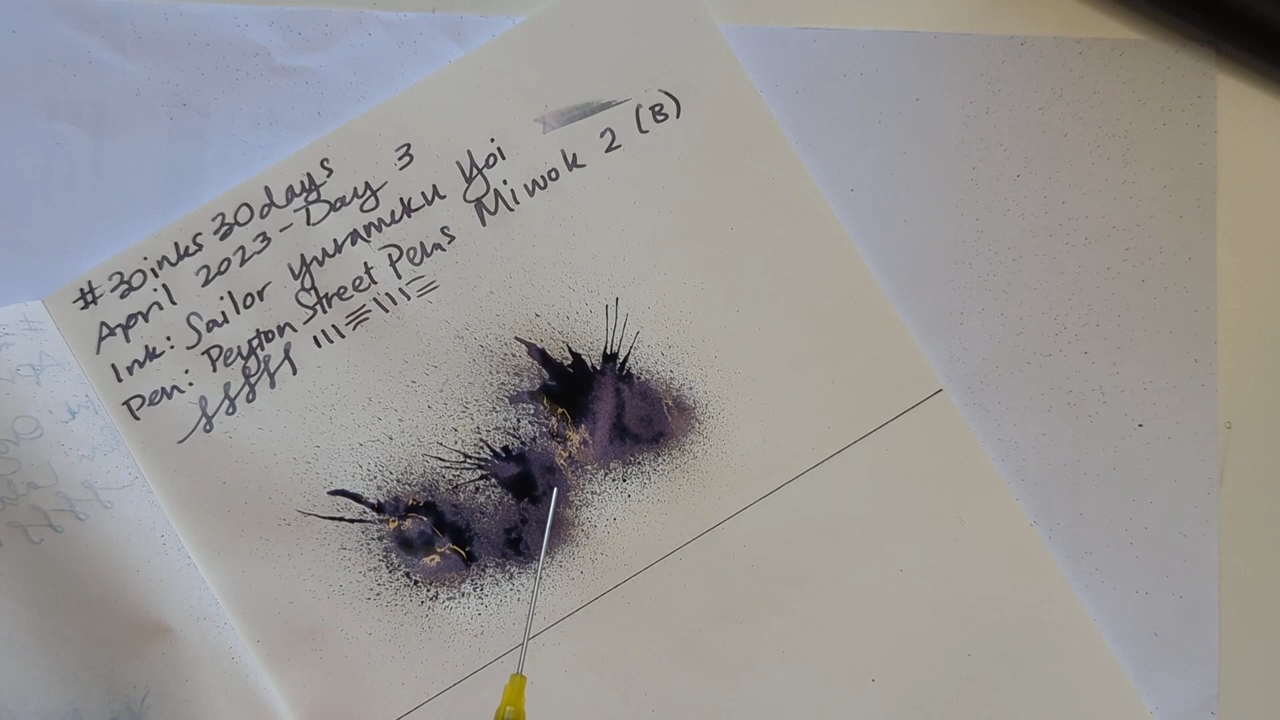 #30inks30days
April 2023-Day 3
Ink: Sailor Yurameku Yoi
Pen: Peyton Street Pens Miwok 2 (B)